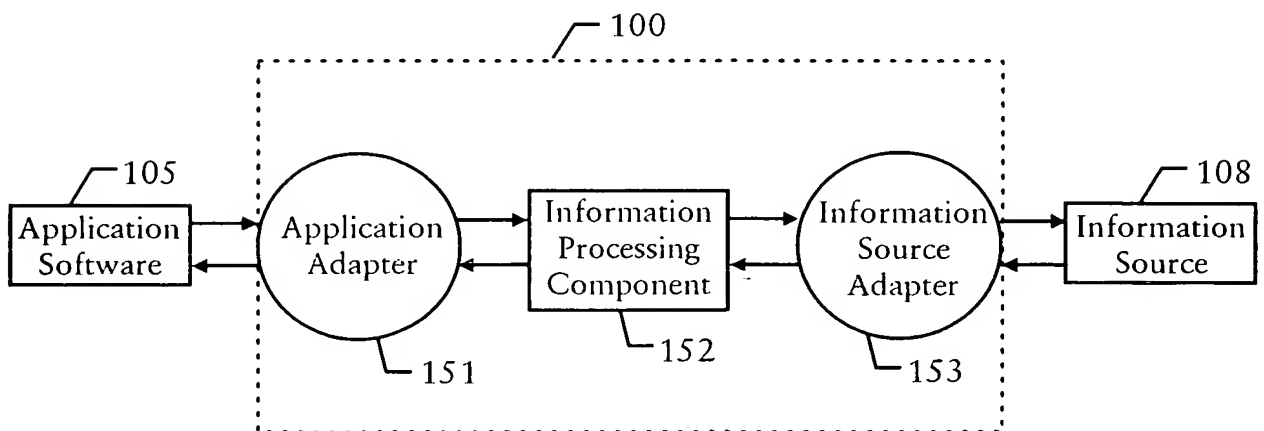 100
105
108
Application
Software
Application
Adapter
Information
Processing
Component
Information
Source
Adapter
Information
Source
151
152
153